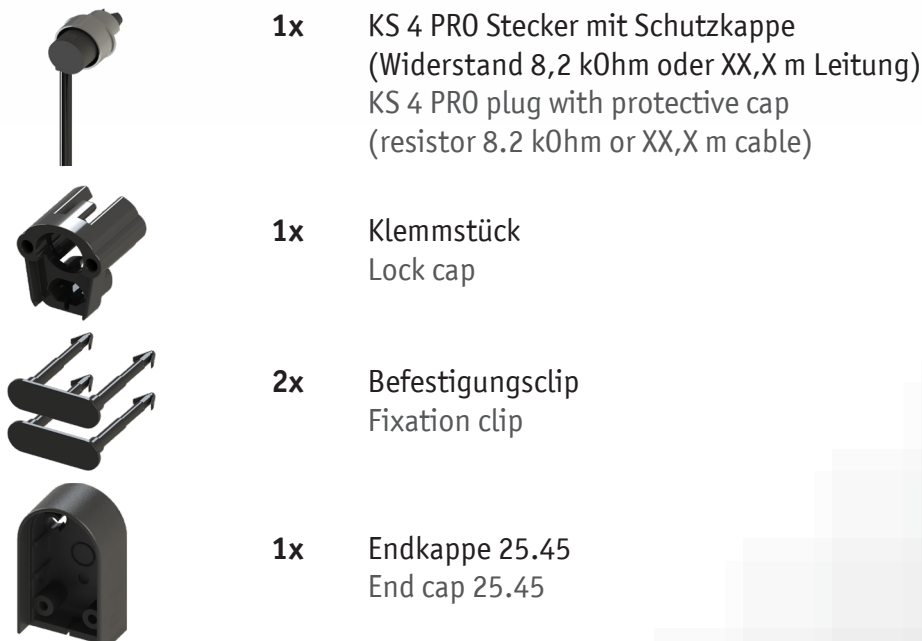 1x KS 4 PRO Stecker mit Schutzkappe
(Widerstand 8,2 kOhm oder XX,X m Leitung)
KS 4 PRO plug with protective cap
(resistor 8.2 kOhm or XX,X m cable)
1x Klemmstück
Lock cap
2x Befestigungsclip
Fixation clip
1x Endkappe 25.45
End cap 25.45